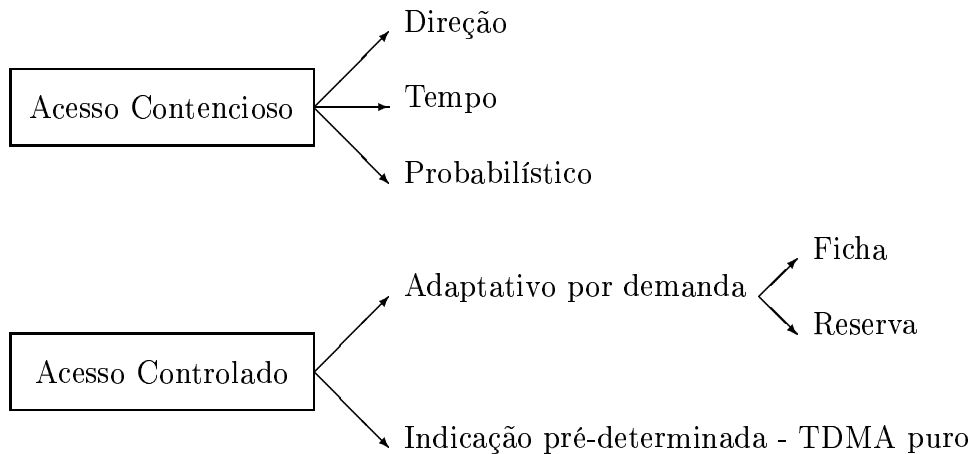 Direção
Acesso Contencioso
Tempo
Probabilístico
Ficha
Adaptativo por demanda
Reserva
Acesso Controlado
Indicação pré-determinada - TDMA puro